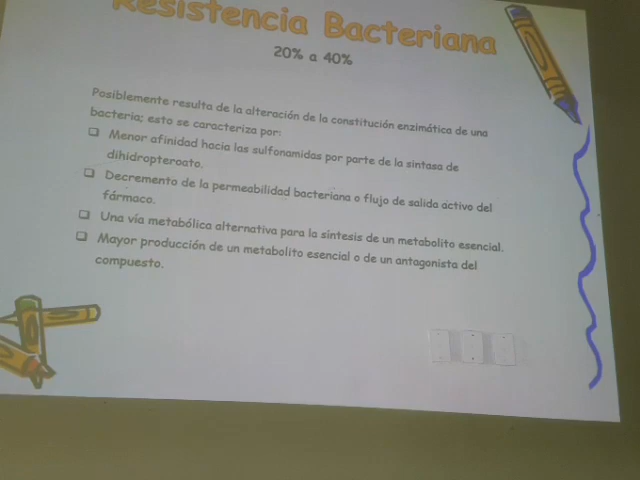 Resistencia Bacteriana
20% a 40%
Posiblemente resulta de la alteración de la constitución enzimática de una
bacteria; esto se caracteriza por:
Menor afinidad hacia las sulfonamidas por parte de la sintasa de
dihidropteroato.
Decremento de la permeabilidad bacteriana o flujo de salida activo del
fármaco.
Una vía metabólica alternativa para la síntesis de un metabolito esencial.
Mayor producción de un metabolito esencial o de un antagonista del
compuesto.